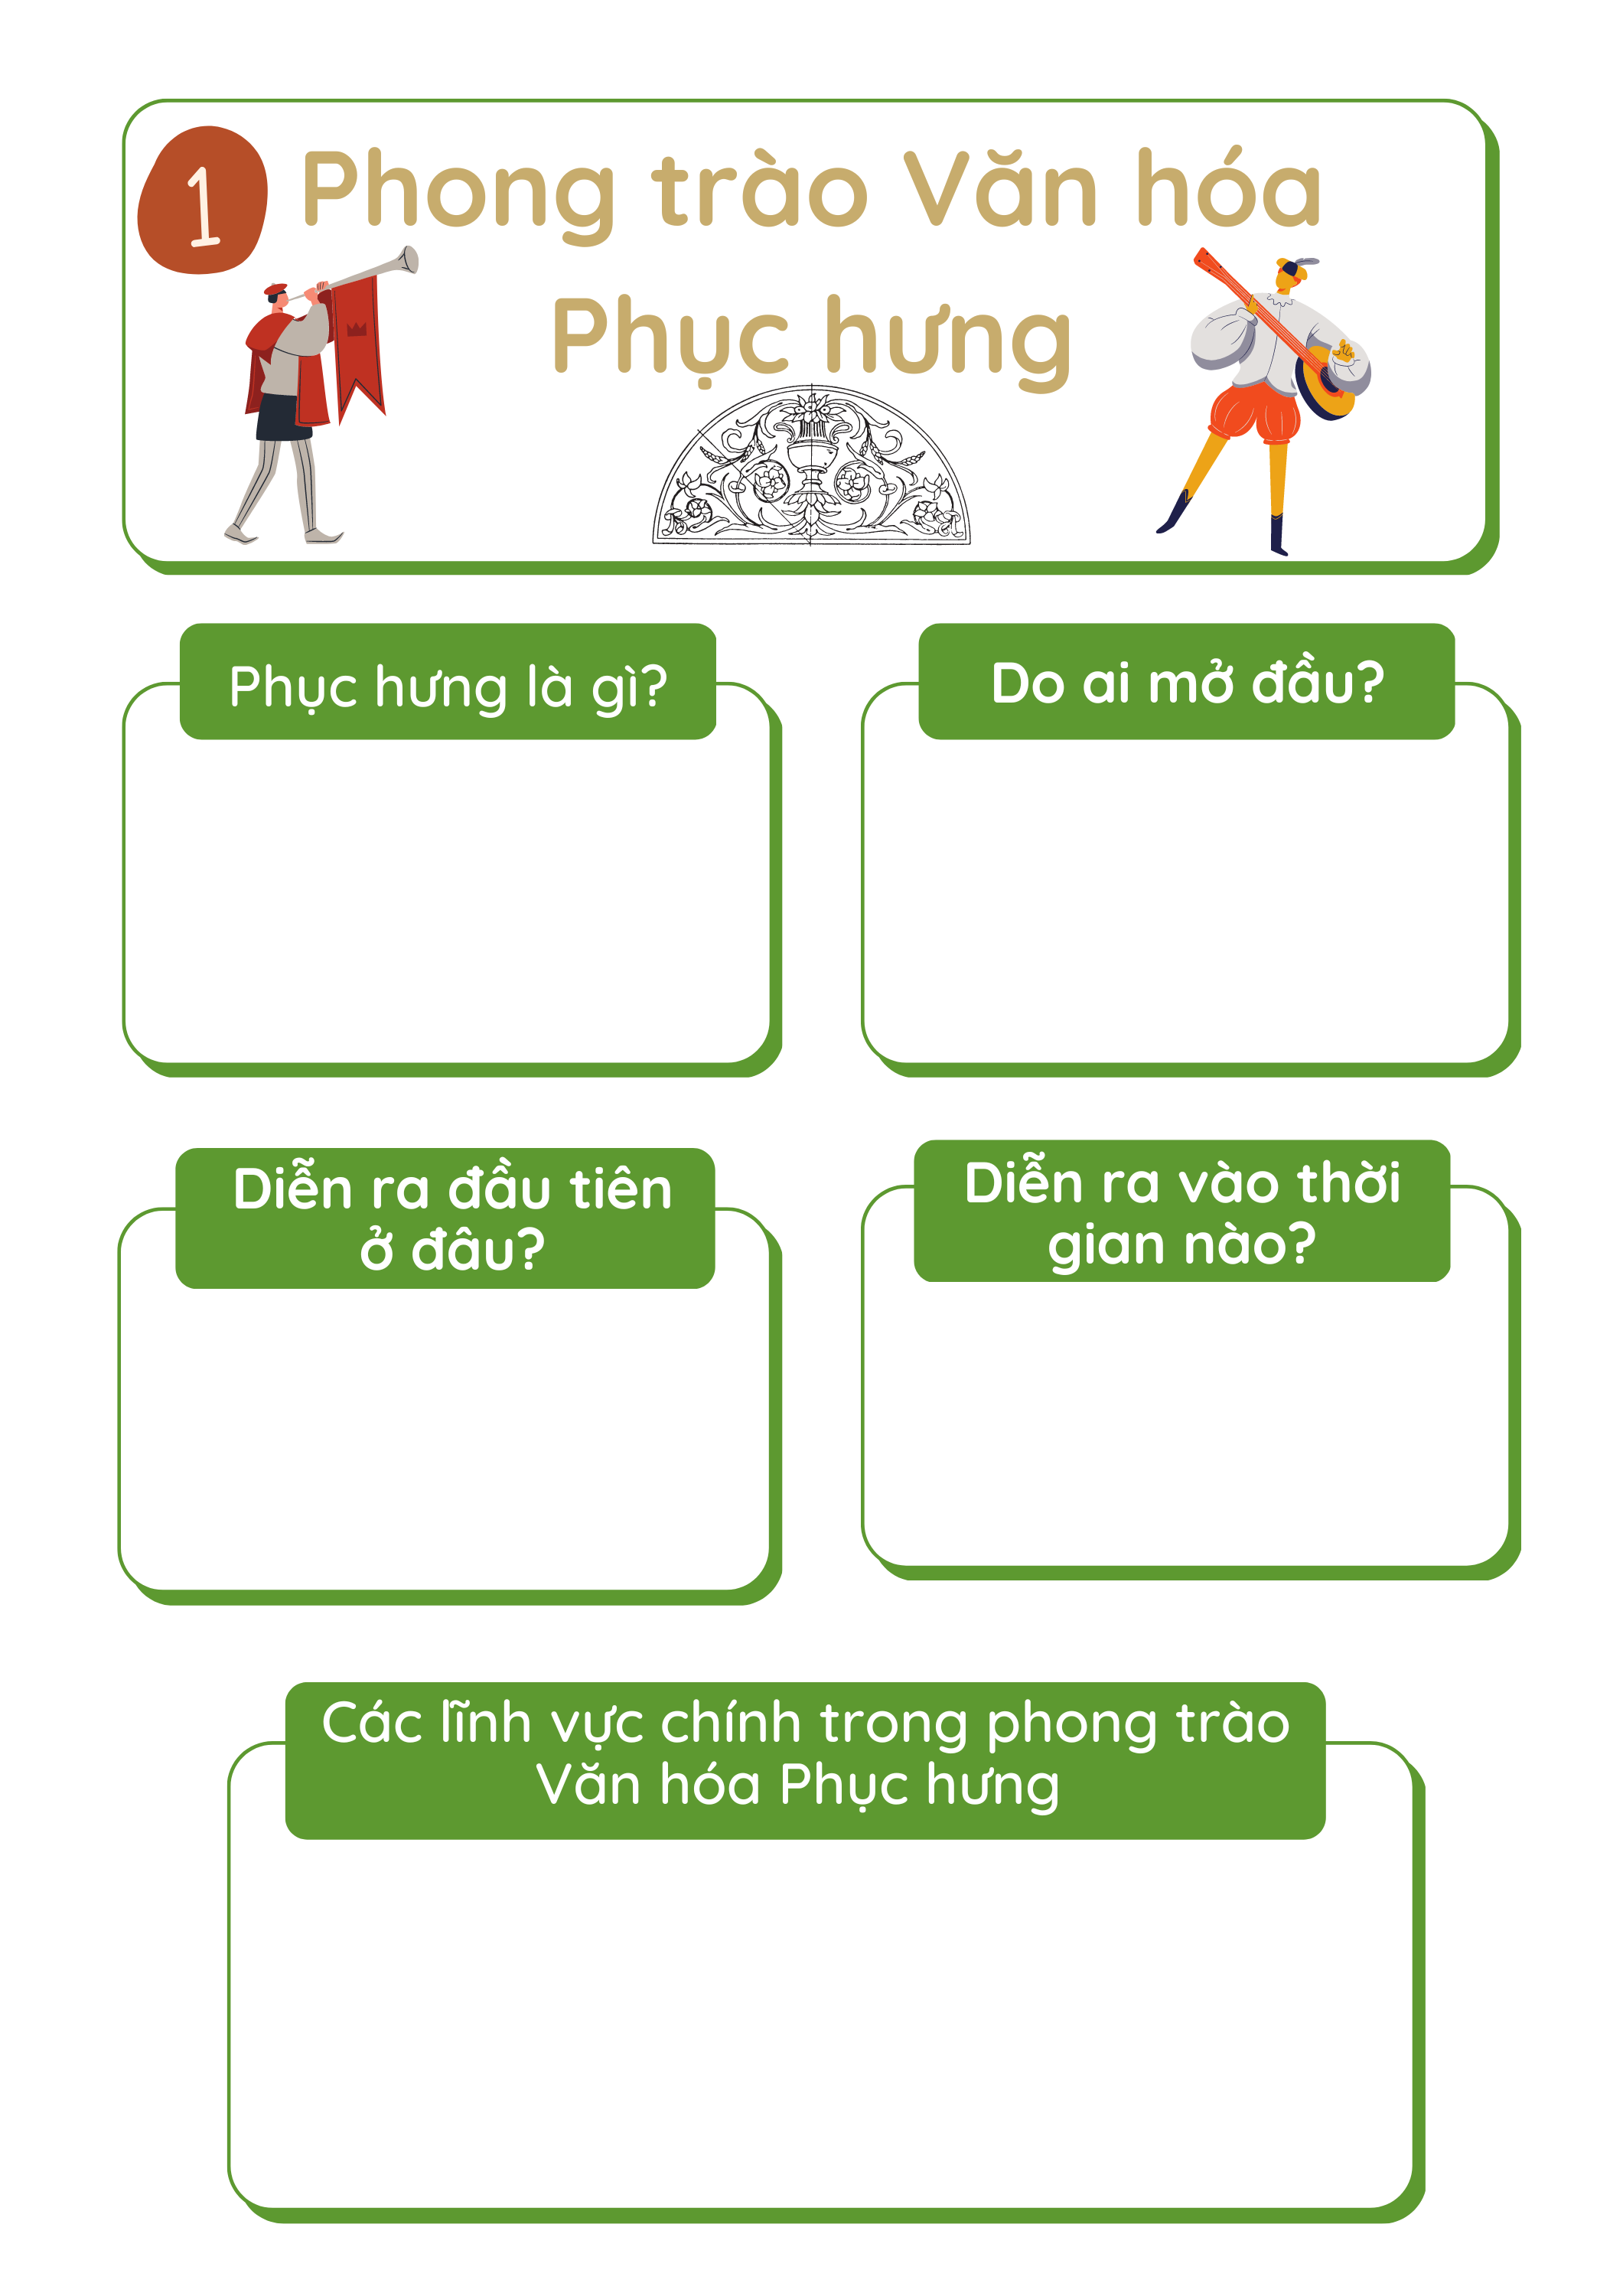 1
Phong trào Văn hóa
Phục hưng
Phục hưng là gì?
Do ai mở đầu?
Diễn ra đầu tiên
ở đâu?
Diễn ra vào thời
gian nào?
Các lĩnh vực chính trong phong trào
Văn hóa Phục hưng